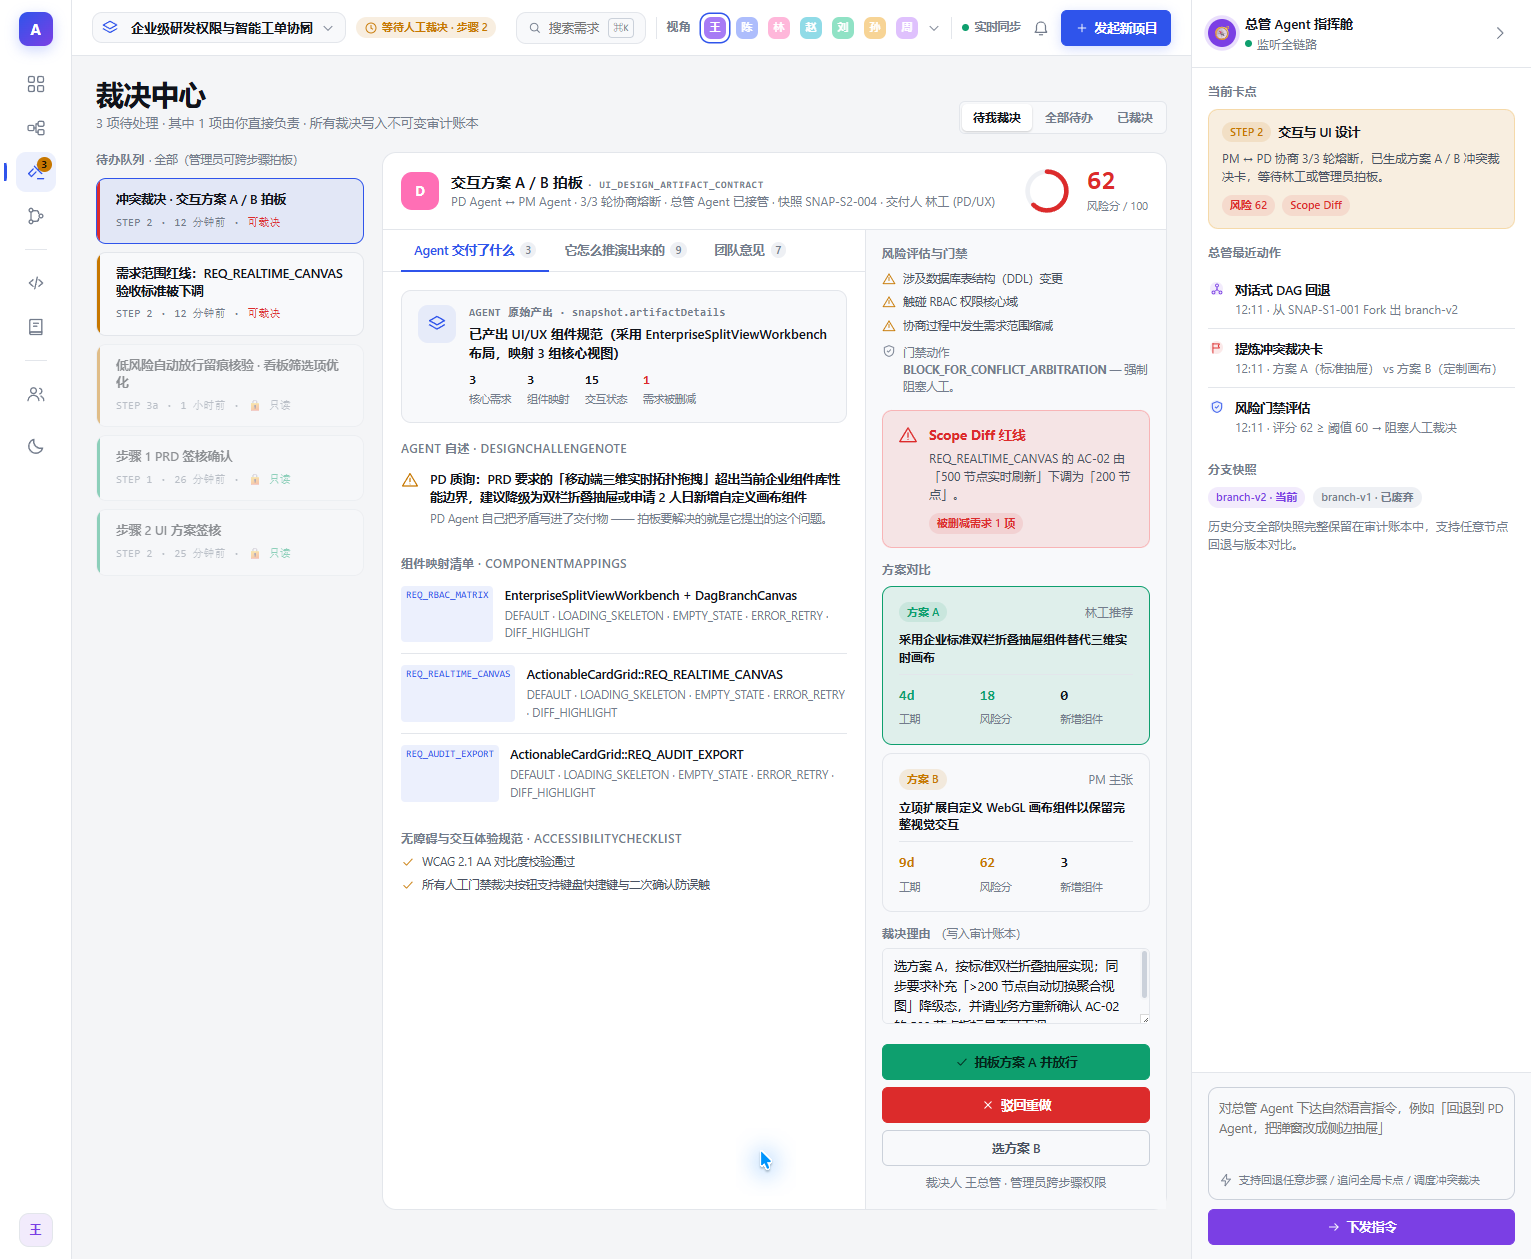 A
企业级研发权限与智能工单协同
等待人工裁决 · 步骤 2
搜索需求
⌘K
视角
王
陈
林
赵
刘
孙
周
实时同步
+ 发起新项目
3
王
裁决中心
3 项待处理 · 其中 1 项由你直接负责 · 所有裁决写入不可变审计账本
待我裁决
全部待办
已裁决
待办队列 · 全部（管理员可跨步骤拍板）
冲突裁决 · 交互方案 A / B 拍板
STEP 2 · 12 分钟前 · 可裁决
需求范围红线：REQ_REALTIME_CANVAS
验收标准被下调
STEP 2 · 12 分钟前 · 可裁决
低风险自动放行留痕核验 · 看板筛选项优
化
STEP 3a · 1 小时前 · 🔒 只读
步骤 1 PRD 签核确认
STEP 1 · 26 分钟前 · 🔒 只读
步骤 2 UI 方案签核
STEP 2 · 25 分钟前 · 🔒 只读
D
交互方案 A / B 拍板 · UI_DESIGN_ARTIFACT_CONTRACT
PD Agent ↔ PM Agent · 3/3 轮协商熔断 · 总管 Agent 已接管 · 快照 SNAP-S2-004 · 交付人 林工 (PD/UX)
62
风险分 / 100
Agent 交付了什么 3
它怎么推演出来的 9
团队意见 7
AGENT 原始产出 · snapshot.artifactDetails
已产出 UI/UX 组件规范（采用 EnterpriseSplitViewWorkbench
布局，映射 3 组核心视图）
3
3
15
1
核心需求
组件映射
交互状态
需求被删减
AGENT 自述 · DESIGNCHALLENGENOTE
PD 质询：PRD 要求的「移动端三维实时拓扑拖拽」超出当前企业组件库性
能边界，建议降级为双栏折叠抽屉或申请 2 人日新增自定义画布组件
PD Agent 自己把矛盾写进了交付物 —— 拍板要解决的就是它提出的这个问题。
组件映射清单 · COMPONENTMAPPINGS
REQ_RBAC_MATRIX
EnterpriseSplitViewWorkbench + DagBranchCanvas
DEFAULT · LOADING_SKELETON · EMPTY_STATE · ERROR_RETRY ·
DIFF_HIGHLIGHT
REQ_REALTIME_CANVAS
ActionableCardGrid::REQ_REALTIME_CANVAS
DEFAULT · LOADING_SKELETON · EMPTY_STATE · ERROR_RETRY
· DIFF_HIGHLIGHT
REQ_AUDIT_EXPORT
ActionableCardGrid::REQ_AUDIT_EXPORT
DEFAULT · LOADING_SKELETON · EMPTY_STATE · ERROR_RETRY ·
DIFF_HIGHLIGHT
无障碍与交互体验规范 · ACCESSIBILITYCHECKLIST
WCAG 2.1 AA 对比度校验通过
所有人工门禁裁决按钮支持键盘快捷键与二次确认防误触
风险评估与门禁
涉及数据库表结构（DDL）变更
触碰 RBAC 权限核心域
协商过程中发生需求范围缩减
门禁动作
BLOCK_FOR_CONFLICT_ARBITRATION — 强制
阻塞人工。
Scope Diff 红线
REQ_REALTIME_CANVAS 的 AC-02 由
「500 节点实时刷新」下调为「200 节
点」。
被删减需求 1 项
方案对比
方案 A
林工推荐
采用企业标准双栏折叠抽屉组件替代三维实
时画布
4d
18
0
工期
风险分
新增组件
方案 B
PM 主张
立项扩展自定义 WebGL 画布组件以保留完
整视觉交互
9d
62
3
工期
风险分
新增组件
裁决理由 （写入审计账本）
选方案 A，按标准双栏折叠抽屉实现；同
步要求补充「>200 节点自动切换聚合视
图」降级态，并请业务方重新确认 AC-02
✓ 拍板方案 A 并放行
× 驳回重做
选方案 B
裁决人 王总管 · 管理员跨步骤权限
总管 Agent 指挥舱
监听全链路
当前卡点
STEP 2 交互与 UI 设计
PM ↔ PD 协商 3/3 轮熔断，已生成方案 A / B 冲突裁
决卡，等待林工或管理员拍板。
风险 62
Scope Diff
总管最近动作
对话式 DAG 回退
12:11 · 从 SNAP-S1-001 Fork 出 branch-v2
提炼冲突裁决卡
12:11 · 方案 A（标准抽屉） vs 方案 B（定制画布）
风险门禁评估
12:11 · 评分 62 ≥ 阈值 60 → 阻塞人工裁决
分支快照
branch-v2 · 当前
branch-v1 · 已废弃
历史分支全部快照完整保留在审计账本中，支持任意节点
回退与版本对比。
对总管 Agent 下达自然语言指令，例如「回退到 PD
Agent，把弹窗改成侧边抽屉」
支持回退任意步骤 / 追问全局卡点 / 调度冲突裁决
→ 下发指令